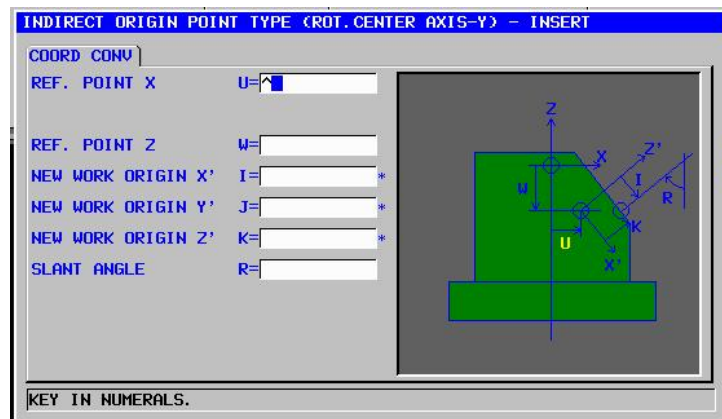 INDIRECT ORIGIN POINT TYPE (ROT.CENTER AXIS-Y) - INSERT
COORD CONV
REF. POINT X U=^
REF. POINT Z W=
NEW WORK ORIGIN X' I= *
NEW WORK ORIGIN Y' J= *
NEW WORK ORIGIN Z' K= *
SLANT ANGLE R=
Z
X
Z'
W
I
R
K
U
X'
KEY IN NUMERALS.